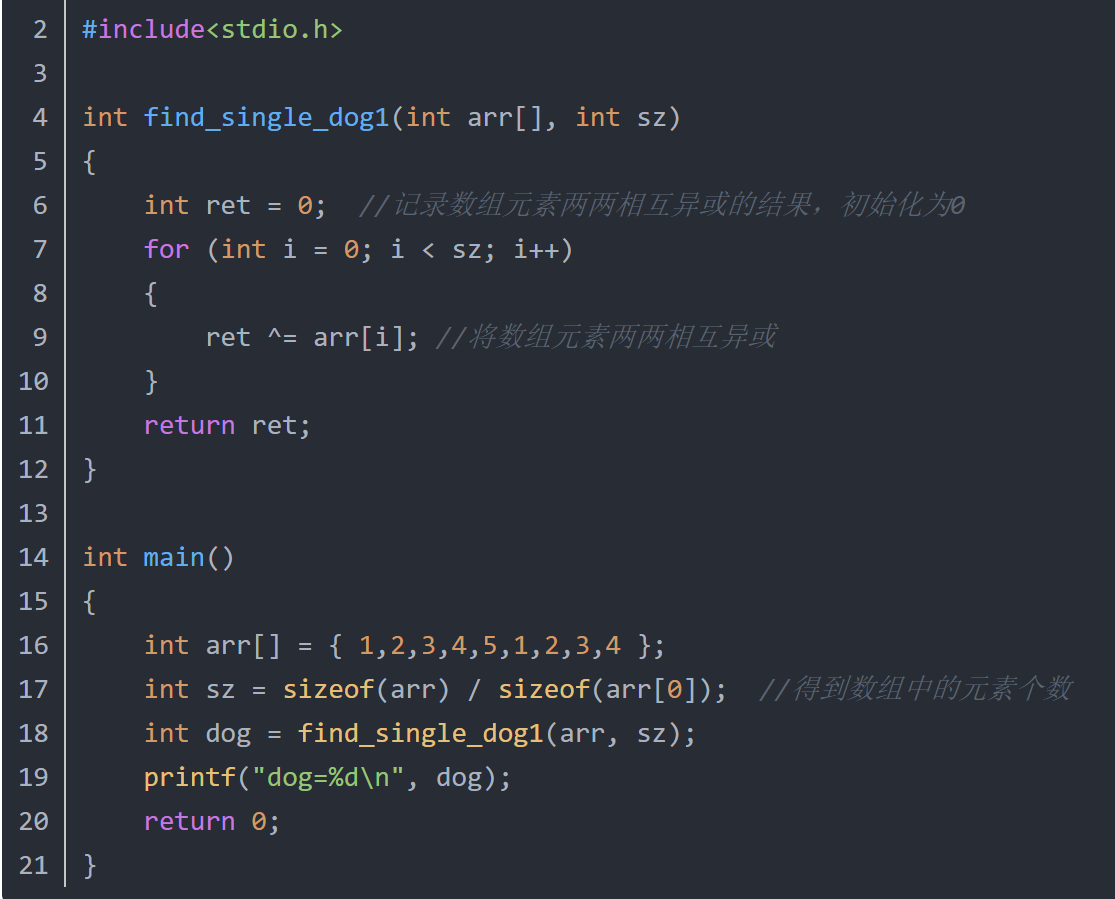 2 #include<stdio.h>
3
4 int find_single_dog1(int arr[], int sz)
5 {
6     int ret = 0;  //记录数组元素两两相互异或的结果，初始化为0
7     for (int i = 0; i < sz; i++)
8     {
9         ret ^= arr[i]; //将数组元素两两相互异或
10     }
11     return ret;
12 }
13
14 int main()
15 {
16     int arr[] = { 1,2,3,4,5,1,2,3,4 };
17     int sz = sizeof(arr) / sizeof(arr[0]);  //得到数组中的元素个数
18     int dog = find_single_dog1(arr, sz);
19     printf("dog=%d\n", dog);
20     return 0;
21 }